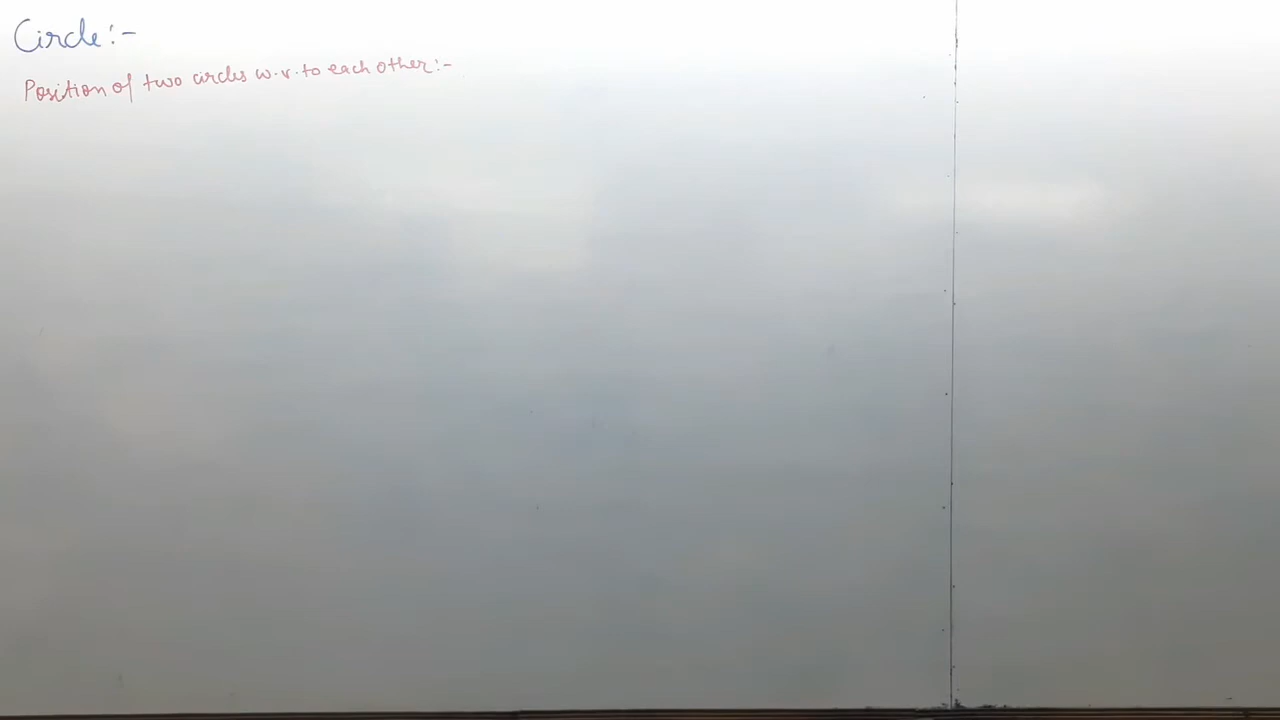 Circle:-
Position of two circles w.r.to each other:-